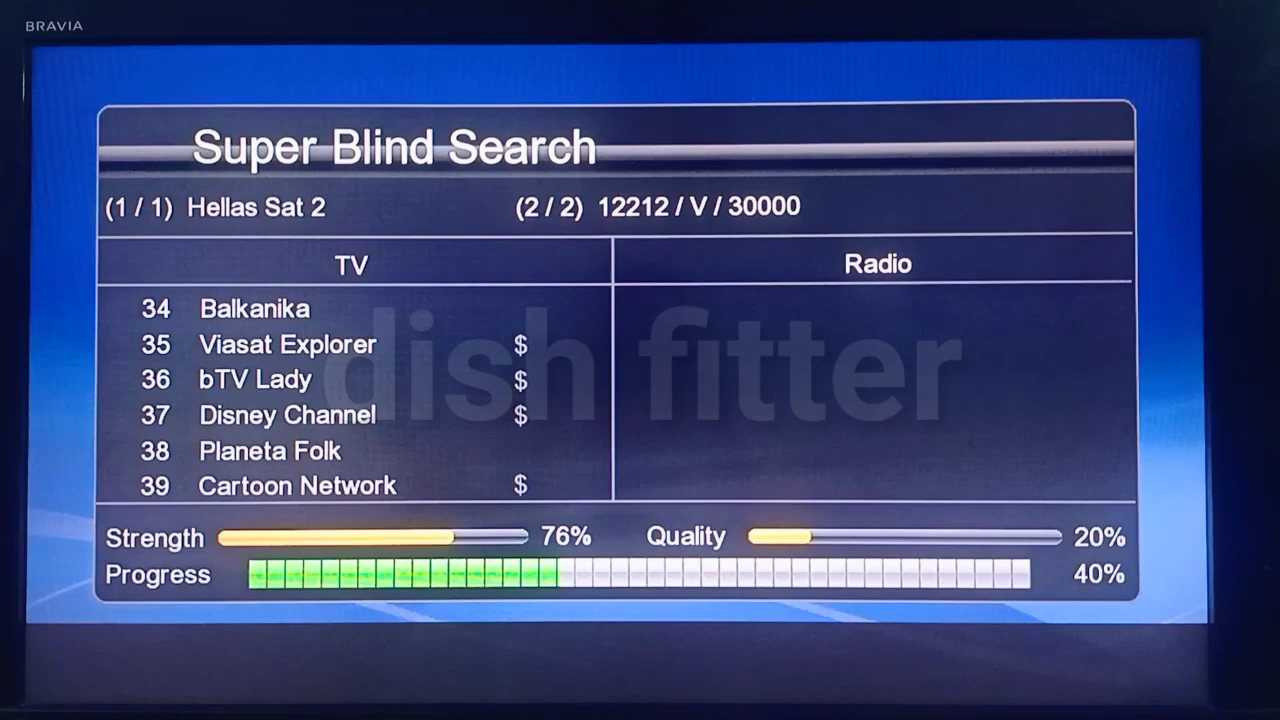 BRAVIA
Super Blind Search
(1 / 1) Hellas Sat 2 (2 / 2) 12212 / V / 30000
TV Radio
34 Balkanika
35 Viasat Explorer $
36 bTV Lady $
37 Disney Channel $
38 Planeta Folk
39 Cartoon Network $
dish fitter
Strength 76% Quality 20%
Progress 40%